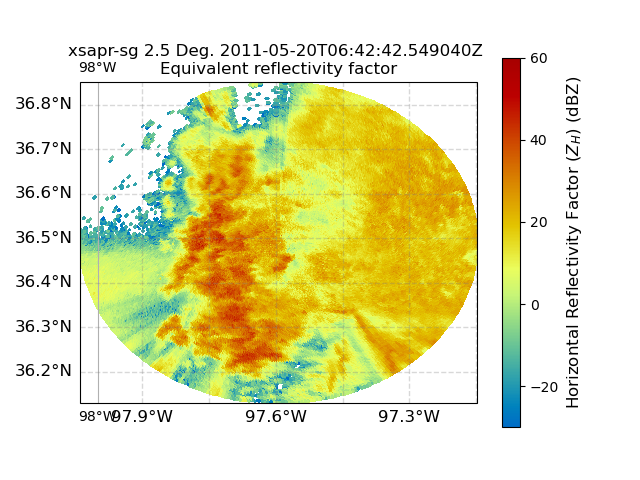 xsapr-sg 2.5 Deg. 2011-05-20T06:42:42.549040Z
Equivalent reflectivity factor
98°W
36.8°N
36.7°N
36.6°N
36.5°N
36.4°N
36.3°N
36.2°N
98°W
97.9°W
97.6°W
97.3°W
60
40
20
0
−20
Horizontal Reflectivity Factor (Z_H) (dBZ)